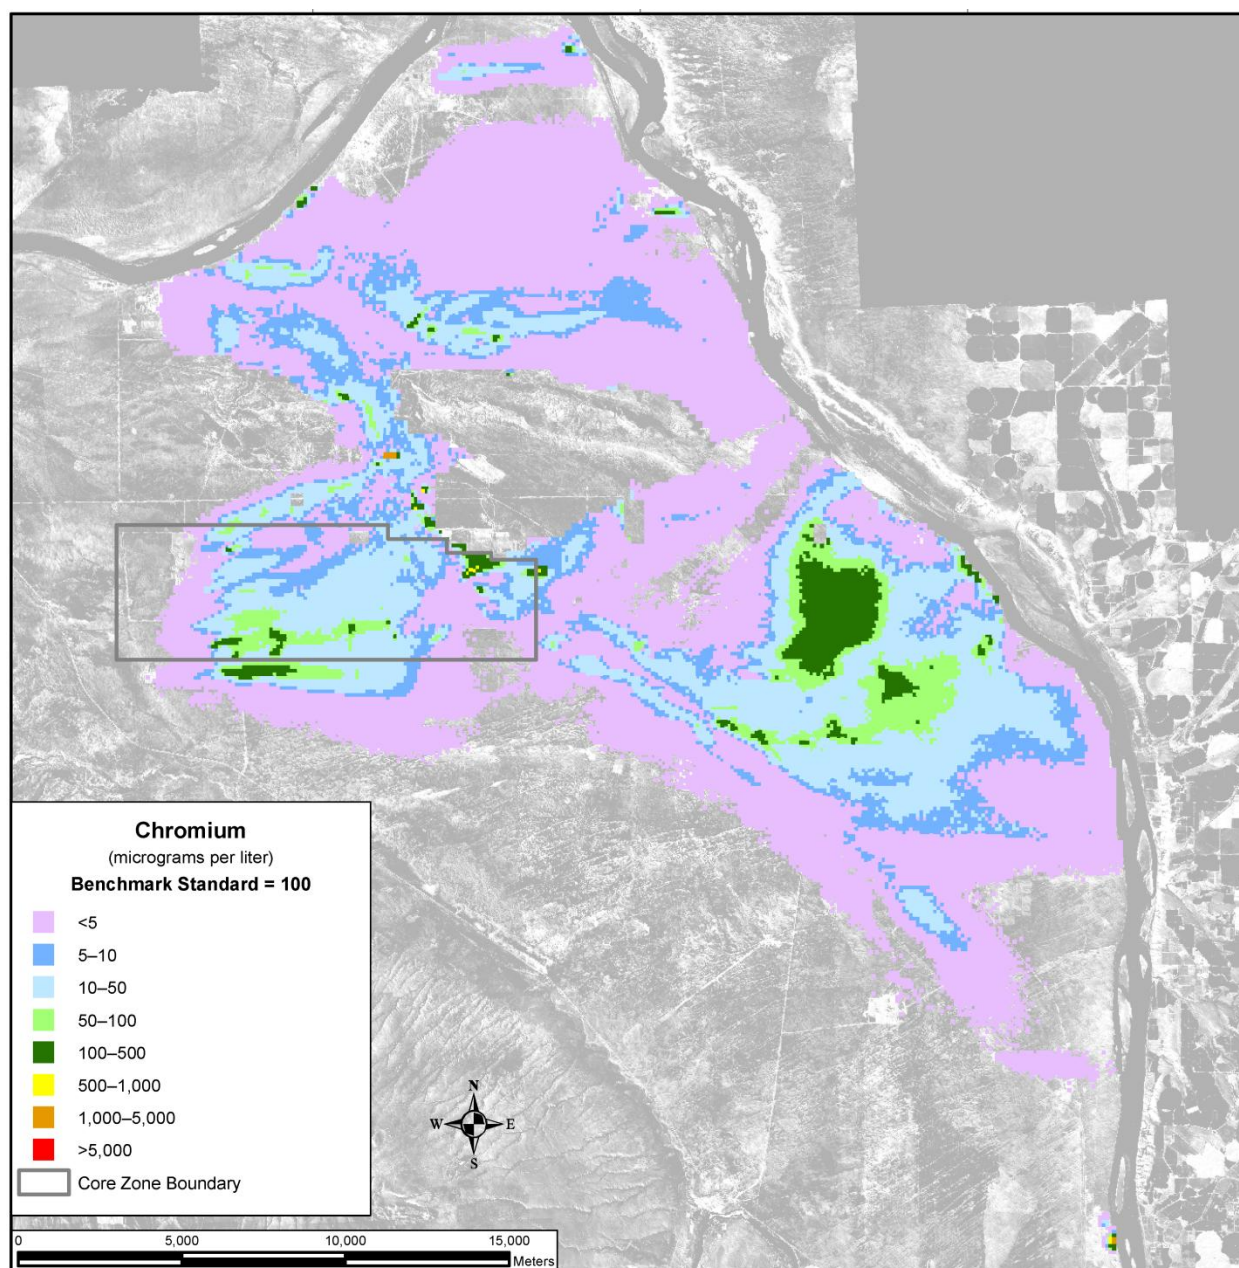 Chromium
(micrograms per liter)
Benchmark Standard = 100
<5
5–10
10–50
50–100
100–500
500–1,000
1,000–5,000
>5,000
Core Zone Boundary
N
W E
S
0 5,000 10,000 15,000
Meters